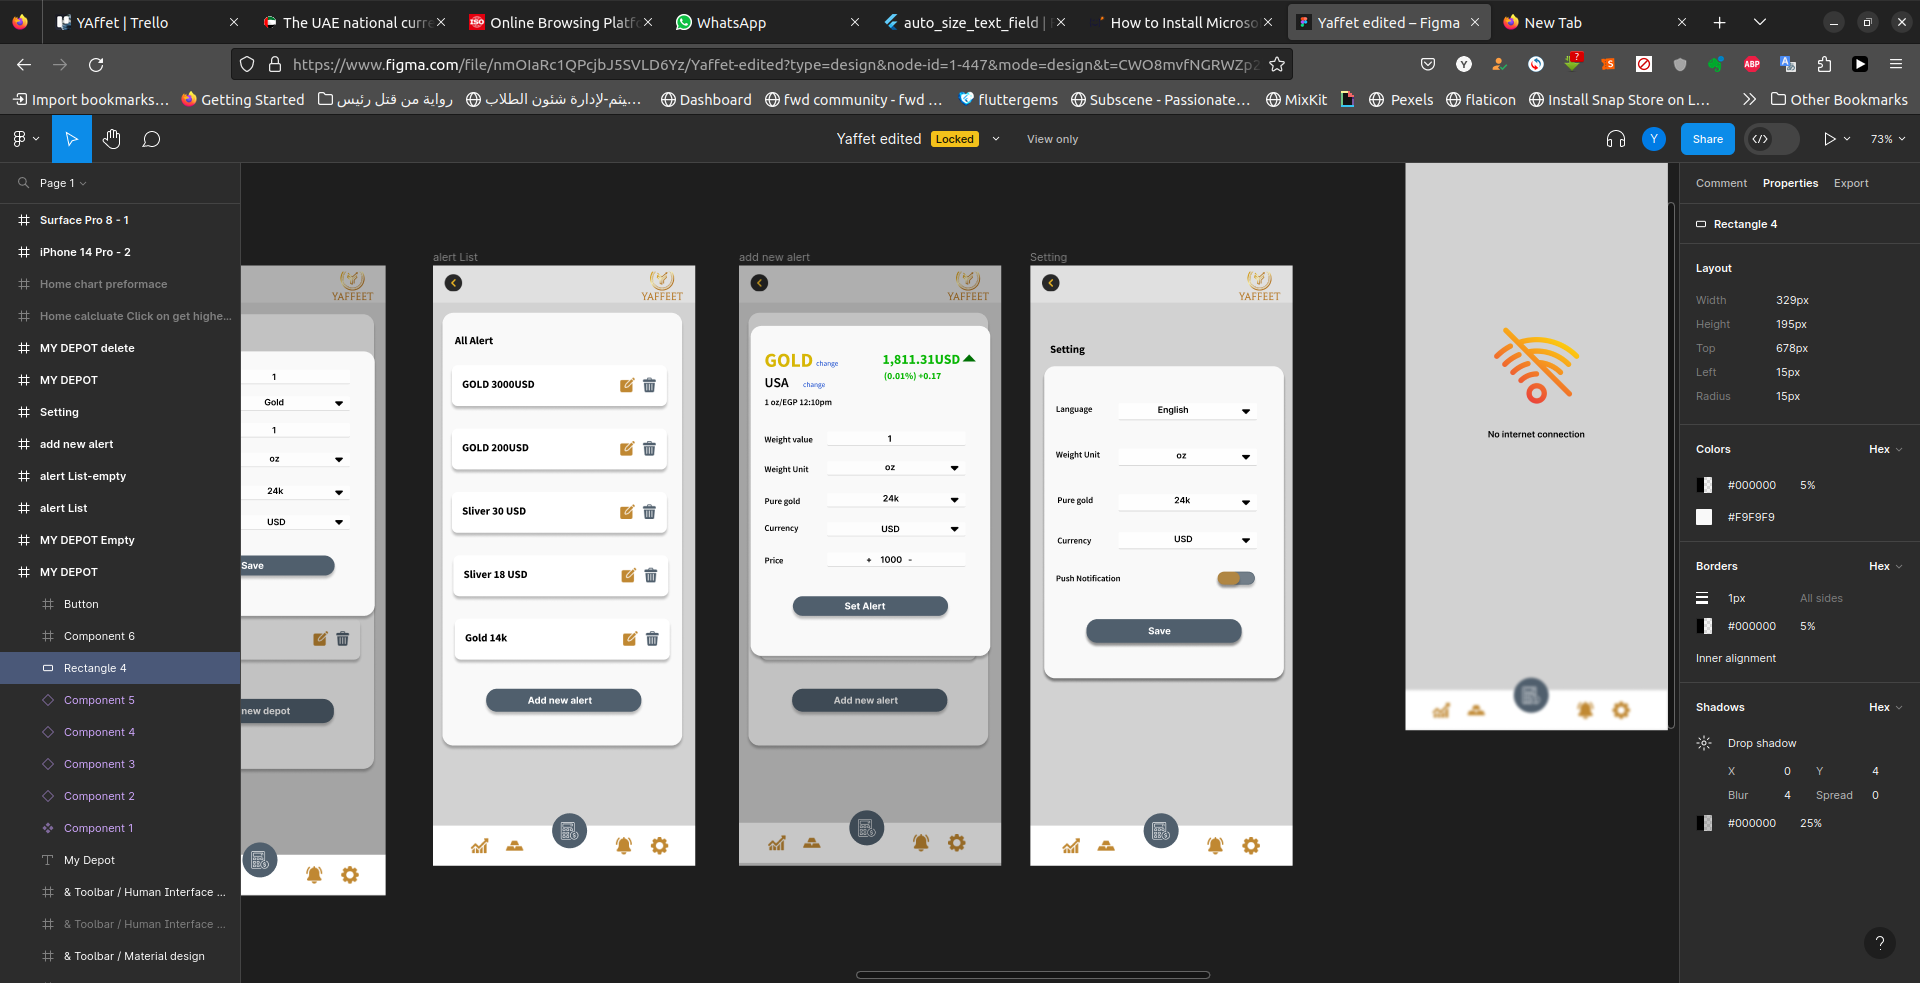 YAffet | Trello
The UAE national curre
Online Browsing Platfo
WhatsApp
auto_size_text_field |
How to Install Microso
Yaffet edited – Figma
New Tab
https://www.figma.com/file/nmOIaRc1QPcjbJ5SVLD6Yz/Yaffet-edited?type=design&node-id=1-447&mode=design&t=CWO8mvfNGRWZp2
Import bookmarks...
Getting Started
رواية من قتل رئيس
...ـيثم-لإدارة شئون الطلاب
Dashboard
fwd community - fwd ...
fluttergems
Subscene - Passionate...
MixKit
Pexels
flaticon
Install Snap Store on L...
Other Bookmarks
Yaffet edited
Locked
View only
Y
Share
73%
Page 1
Surface Pro 8 - 1
iPhone 14 Pro - 2
Home chart preformace
Home calcluate Click on get highe...
MY DEPOT delete
MY DEPOT
Setting
add new alert
alert List-empty
alert List
MY DEPOT Empty
MY DEPOT
Button
Component 6
Rectangle 4
Component 5
Component 4
Component 3
Component 2
Component 1
My Depot
& Toolbar / Human Interface ...
& Toolbar / Human Interface ...
& Toolbar / Material design
YAFFEET
1
Gold
1
oz
24k
USD
Save
new depot
alert List
YAFFEET
All Alert
GOLD 3000USD
GOLD 200USD
Sliver 30 USD
Sliver 18 USD
Gold 14k
Add new alert
add new alert
YAFFEET
GOLD change
1,811.31USD
USA change
(0.01%) +0.17
1 oz/EGP 12:10pm
Weight value 1
Weight Unit oz
Pure gold 24k
Currency USD
Price + 1000 -
Set Alert
Add new alert
Setting
YAFFEET
Setting
Language English
Weight Unit oz
Pure gold 24k
Currency USD
Push Notification
Save
No internet connection
Comment Properties Export
Rectangle 4
Layout
Width 329px
Height 195px
Top 678px
Left 15px
Radius 15px
Colors Hex
#000000 5%
#F9F9F9
Borders Hex
1px All sides
#000000 5%
Inner alignment
Shadows Hex
Drop shadow
X 0 Y 4
Blur 4 Spread 0
#000000 25%
?